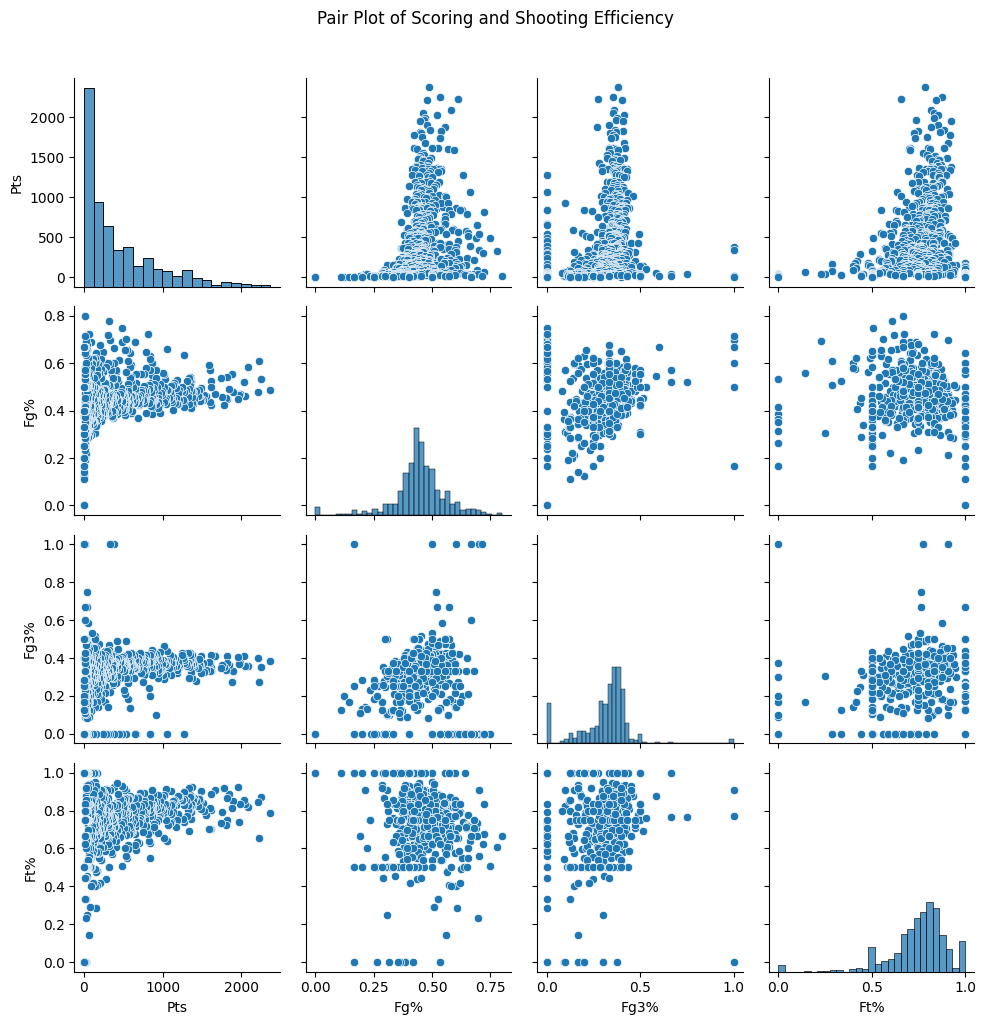 Pair Plot of Scoring and Shooting Efficiency
2000
1500
1000
500
0
Pts
0.8
0.6
0.4
0.2
0.0
Fg%
1.0
0.8
0.6
0.4
0.2
0.0
Fg3%
1.0
0.8
0.6
0.4
0.2
0.0
Ft%
0 1000 2000
0.00 0.25 0.50 0.75
0.0 0.5 1.0
0.0 0.5 1.0
Pts Fg% Fg3% Ft%